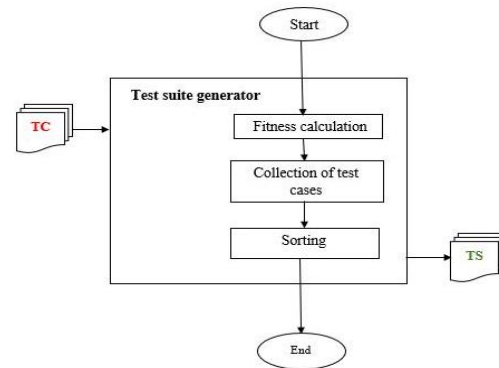 Start
Test suite generator
TC
Fitness calculation
Collection of test
cases
Sorting
TS
End